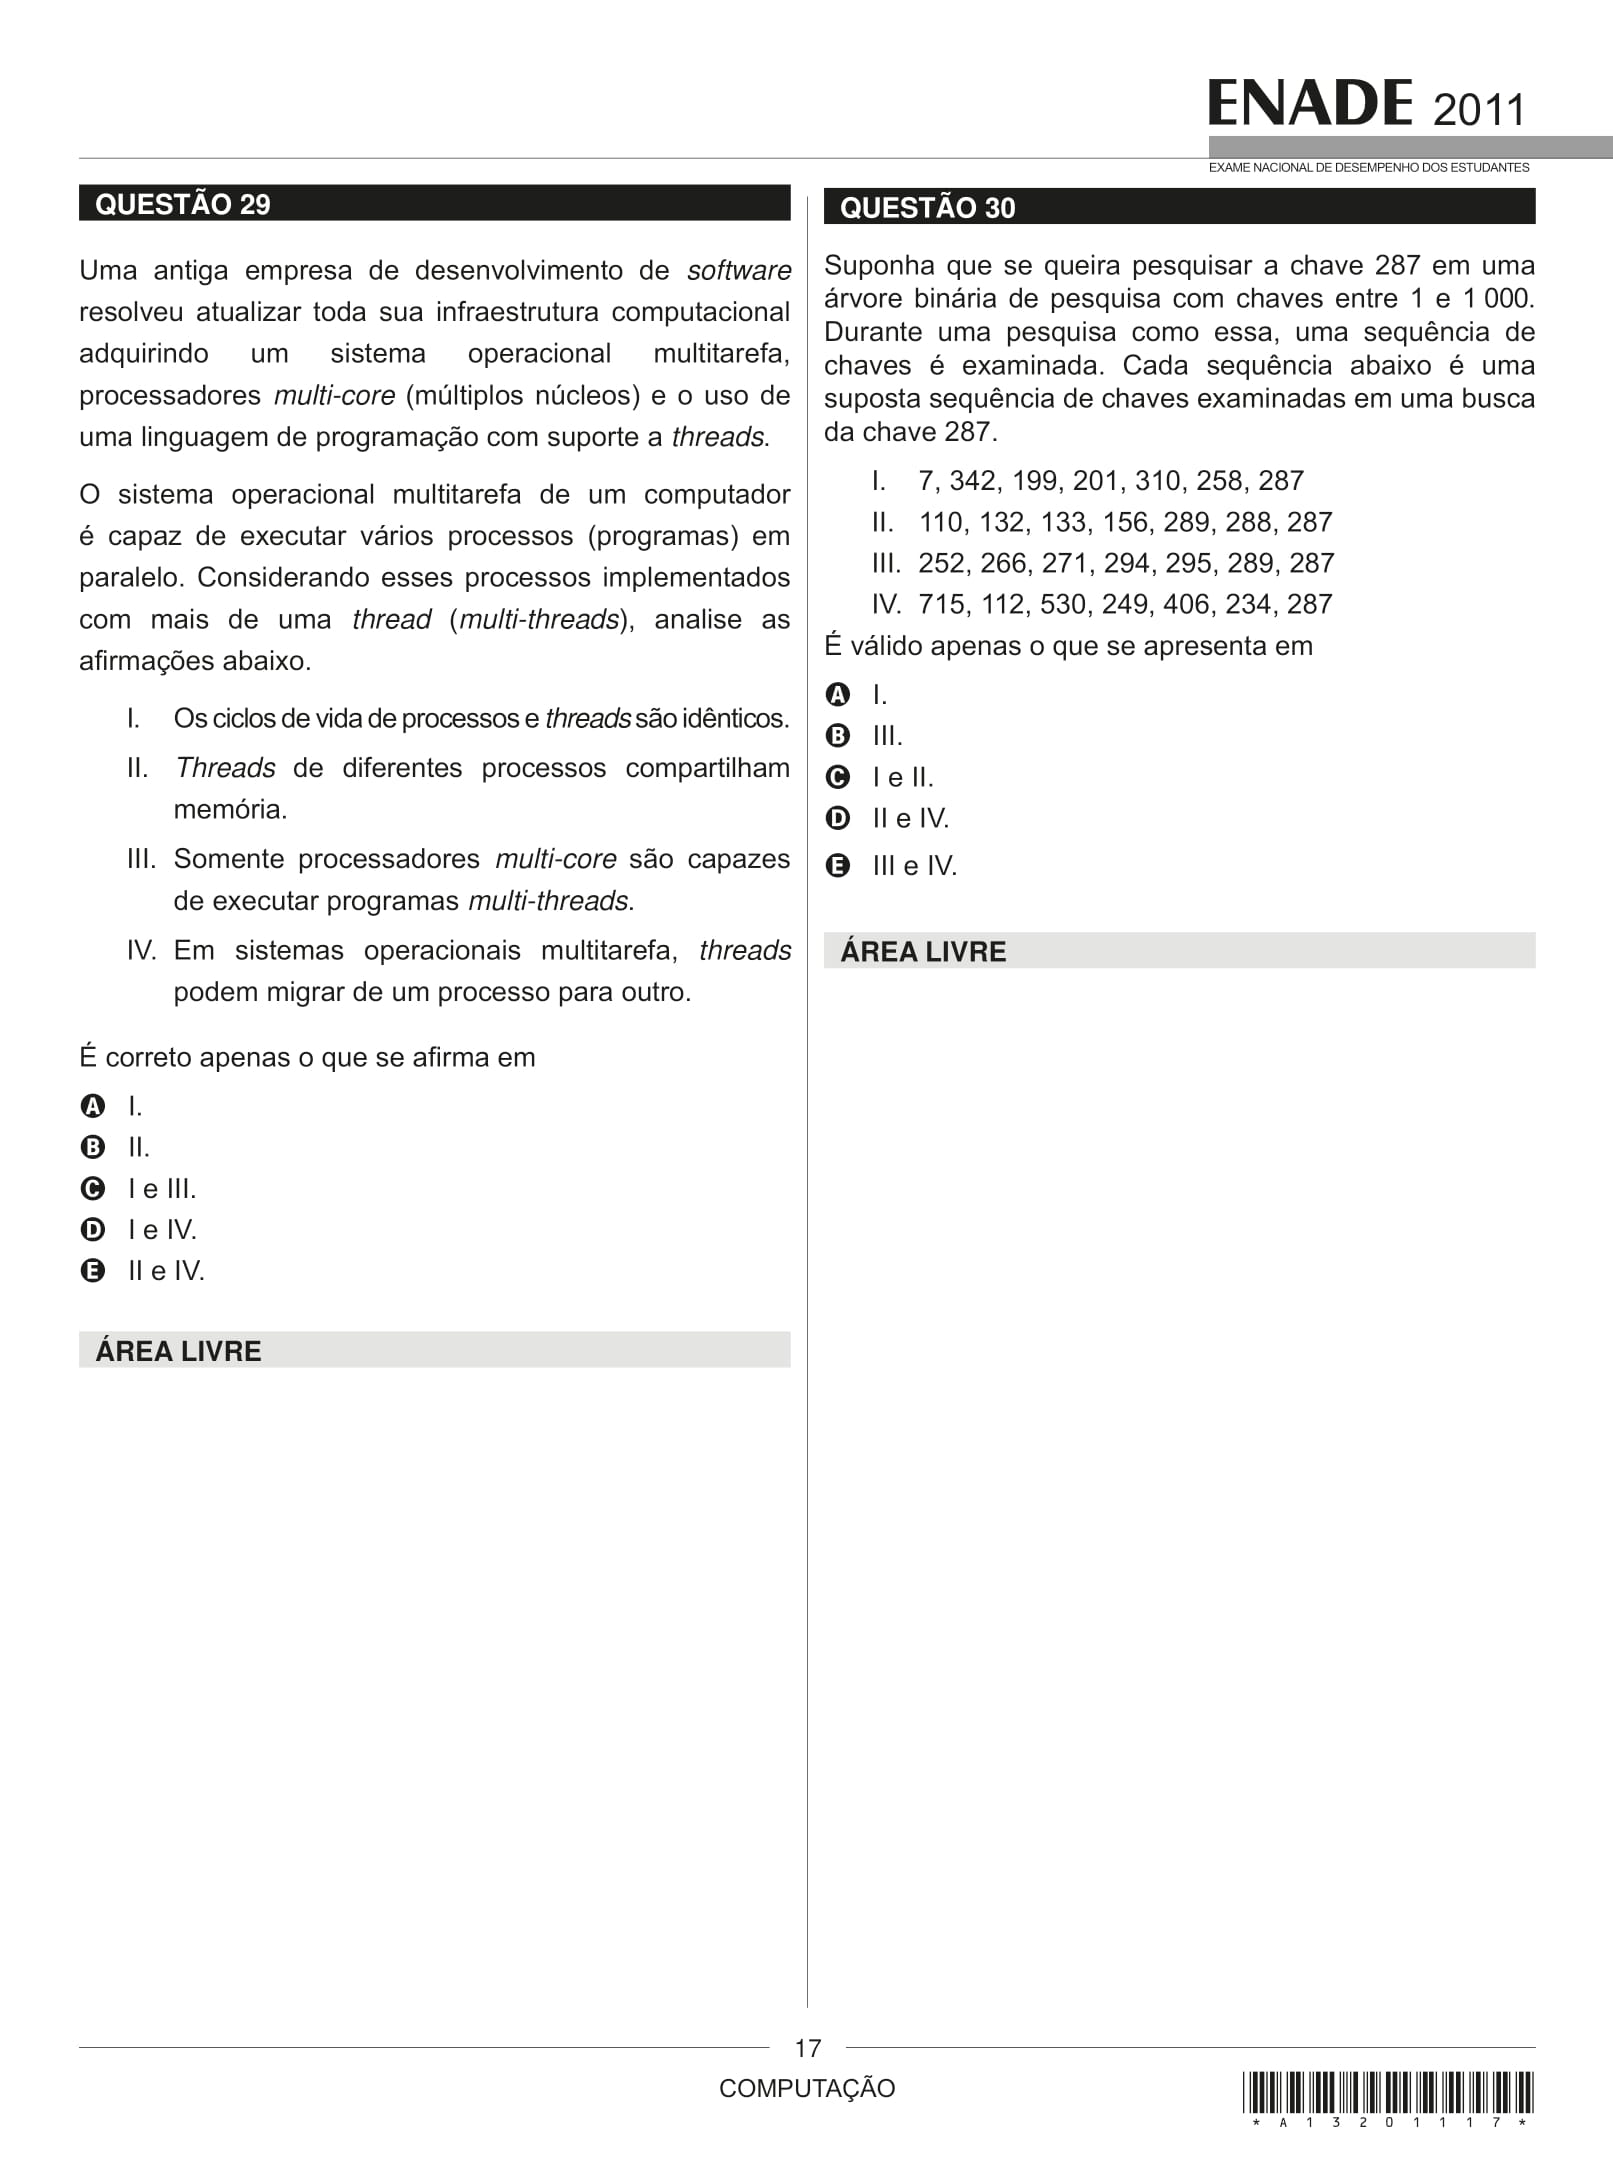 ENADE 2011
EXAME NACIONAL DE DESEMPENHO DOS ESTUDANTES
QUESTÃO 29
Uma antiga empresa de desenvolvimento de software
resolveu atualizar toda sua infraestrutura computacional
adquirindo um sistema operacional multitarefa,
processadores multi-core (múltiplos núcleos) e o uso de
uma linguagem de programação com suporte a threads.
O sistema operacional multitarefa de um computador
é capaz de executar vários processos (programas) em
paralelo. Considerando esses processos implementados
com mais de uma thread (multi-threads), analise as
afirmações abaixo.
I. Os ciclos de vida de processos e threads são idênticos.
II. Threads de diferentes processos compartilham
memória.
III. Somente processadores multi-core são capazes
de executar programas multi-threads.
IV. Em sistemas operacionais multitarefa, threads
podem migrar de um processo para outro.
É correto apenas o que se afirma em
A I.
B II.
C I e III.
D I e IV.
E II e IV.
ÁREA LIVRE
QUESTÃO 30
Suponha que se queira pesquisar a chave 287 em uma
árvore binária de pesquisa com chaves entre 1 e 1 000.
Durante uma pesquisa como essa, uma sequência de
chaves é examinada. Cada sequência abaixo é uma
suposta sequência de chaves examinadas em uma busca
da chave 287.
I. 7, 342, 199, 201, 310, 258, 287
II. 110, 132, 133, 156, 289, 288, 287
III. 252, 266, 271, 294, 295, 289, 287
IV. 715, 112, 530, 249, 406, 234, 287
É válido apenas o que se apresenta em
A I.
B III.
C I e II.
D II e IV.
E III e IV.
ÁREA LIVRE
17
COMPUTAÇÃO
*A13201117*